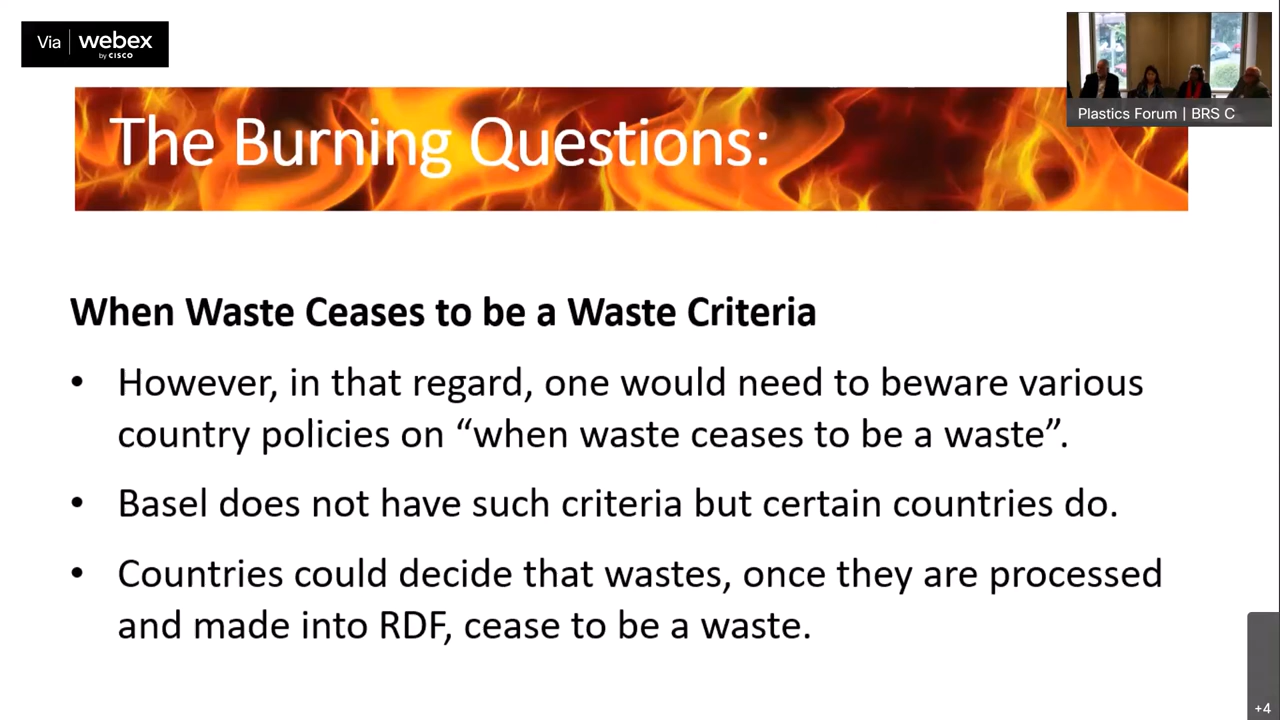 Via webex
by CISCO
Plastics Forum | BRS C
The Burning Questions:
When Waste Ceases to be a Waste Criteria
• However, in that regard, one would need to beware various
country policies on “when waste ceases to be a waste”.
• Basel does not have such criteria but certain countries do.
• Countries could decide that wastes, once they are processed
and made into RDF, cease to be a waste.
+4